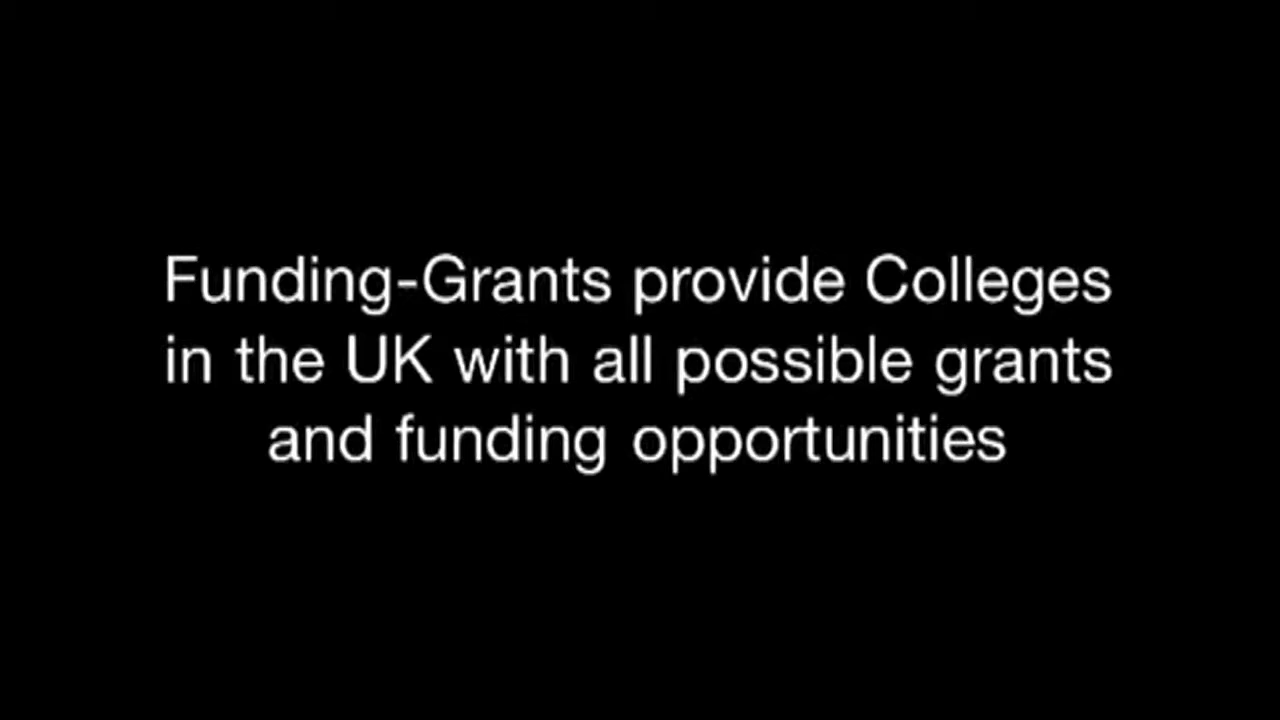 Funding-Grants provide Colleges
in the UK with all possible grants
and funding opportunities